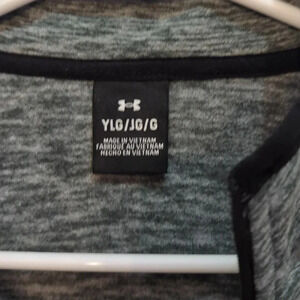 YLG/JG/G
MADE IN VIETNAM
FABRIQUÉ AU VIETNAM
HECHO EN VIETNAM